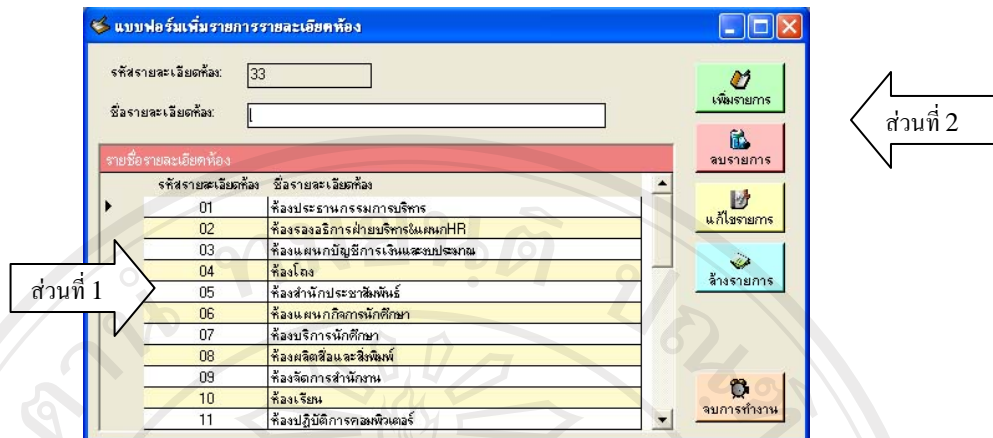 แบบฟอร์มเพิ่มรายการรายละเอียดห้อง
รหัสรายละเอียดห้อง: 33
ชื่อรายละเอียดห้อง:
เพิ่มรายการ
ส่วนที่ 2
ลบรายการ
แก้ไขรายการ
ล้างรายการ
จบการทำงาน
รายชื่อรายละเอียดห้อง
รหัสรายละเอียดห้อง ชื่อรายละเอียดห้อง
01 ห้องประธานกรรมการบริหาร
02 ห้องรองอธิการฝ่ายบริหาร&แผนกHR
03 ห้องแผนกบัญชีการเงินและงบประมาณ
04 ห้องโถง
ส่วนที่ 1
05 ห้องสำนักประชาสัมพันธ์
06 ห้องแผนกกิจการนักศึกษา
07 ห้องบริการนักศึกษา
08 ห้องผลิตสื่อและสิ่งพิมพ์
09 ห้องจัดการสำนักงาน
10 ห้องเรียน
11 ห้องปฏิบัติการคอมพิวเตอร์